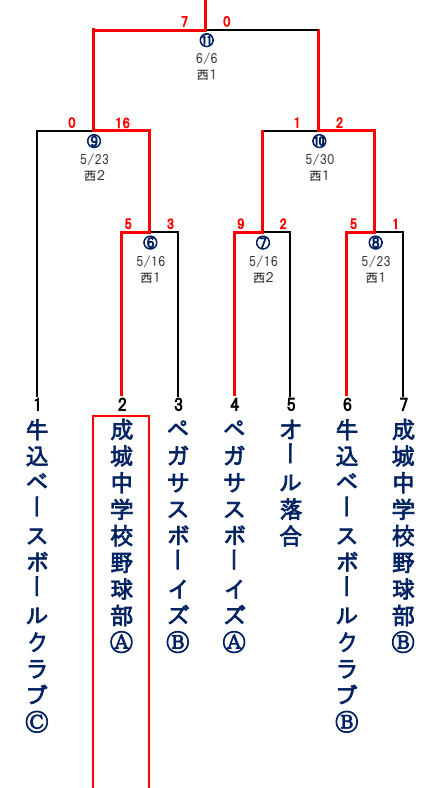 7 0
⑪
6/6
西1
0 16 1 2
⑨ ⑩
5/23 5/30
西2 西1
5 3 9 2 5 1
⑥ ⑦ ⑧
5/16 5/16 5/23
西1 西2 西1
1 2 3 4 5 6 7
牛込ベースボールクラブⒸ
成城中学校野球部Ⓐ
ペガサスボーイズⒷ
ペガサスボーイズⒶ
オール落合
牛込ベースボールクラブⒷ
成城中学校野球部Ⓑ